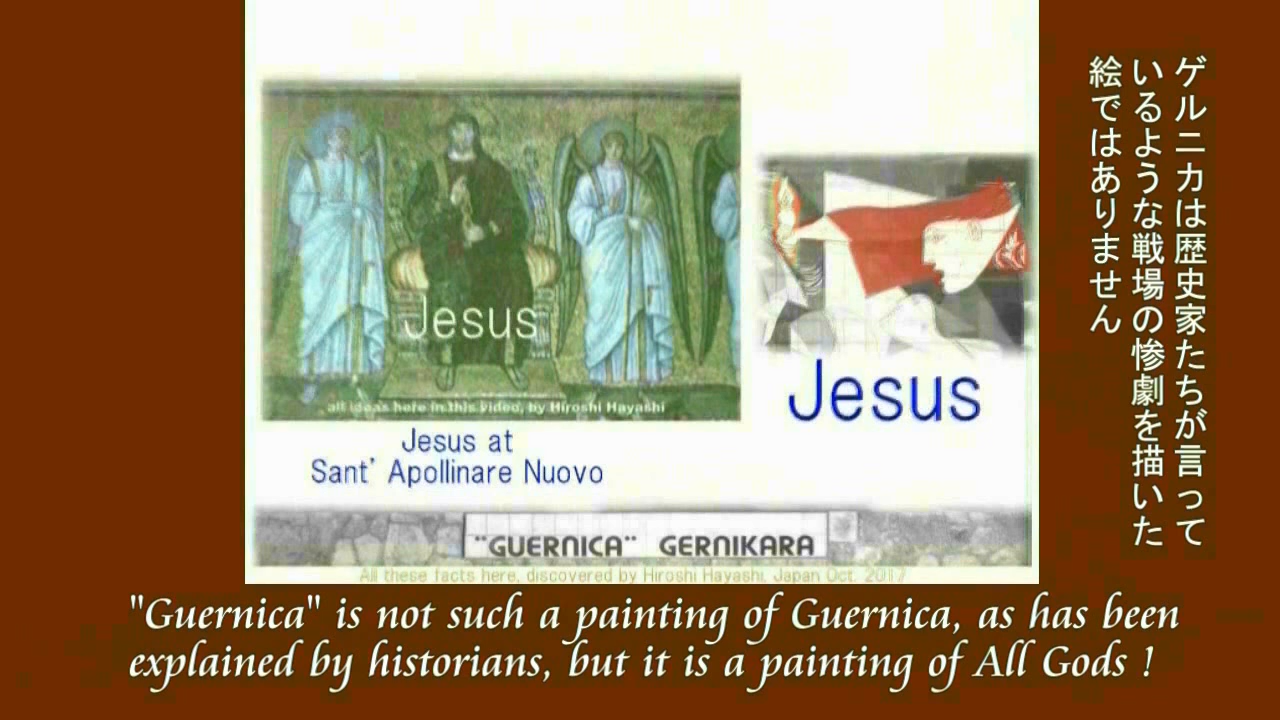 ゲルニカは歴史家たちが言って
いるような戦場の惨劇を描いた
絵ではありません
Jesus
all ideas here in this video, by Hiroshi Hayashi
Jesus at
Sant' Apollinare Nuovo
Jesus
"GUERNICA" GERNIKARA
All these facts here, discovered by Hiroshi Hayashi, Japan Oct. 2017
"Guernica" is not such a painting of Guernica, as has been
explained by historians, but it is a painting of All Gods !